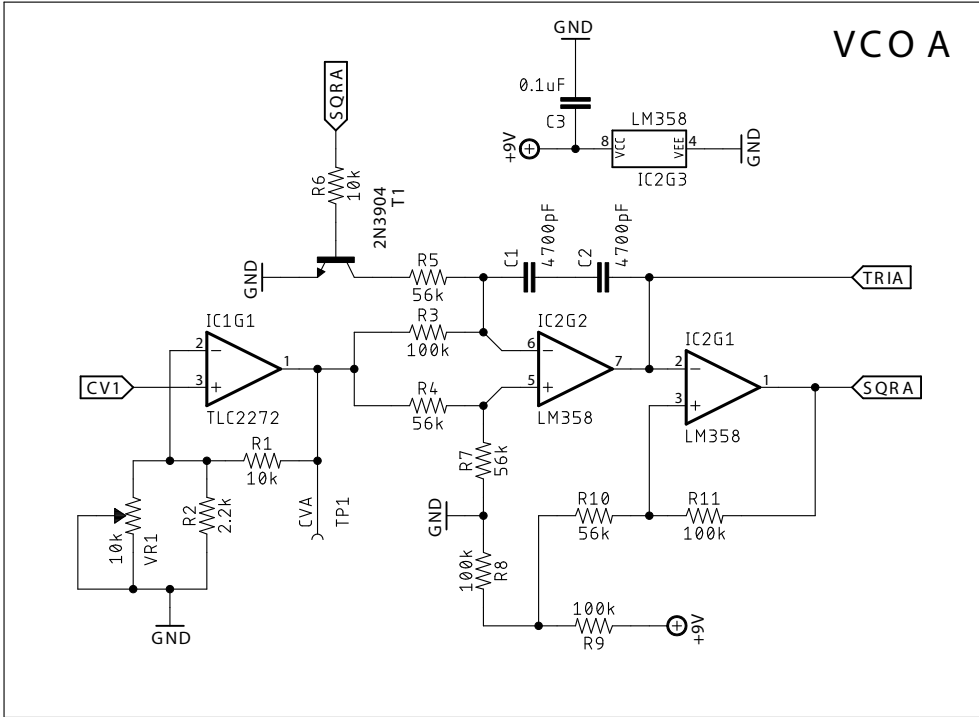 VCO A
GND
0.1uF
C3
+9V
8
VCC
LM358
VEE
4
GND
IC2G3
SQRA
R6
10k
2N3904
T1
GND
R5
56k
C1
4700pF
C2
4700pF
TRIA
R3
100k
IC1G1
2
-
3
+
1
TLC2272
CV1
R4
56k
IC2G2
6
-
5
+
7
LM358
IC2G1
2
-
3
+
1
LM358
SQRA
R1
10k
R7
56k
CVA
TP1
10k
VR1
R2
2.2k
GND
GND
R10
56k
R11
100k
100k
R8
100k
R9
+9V